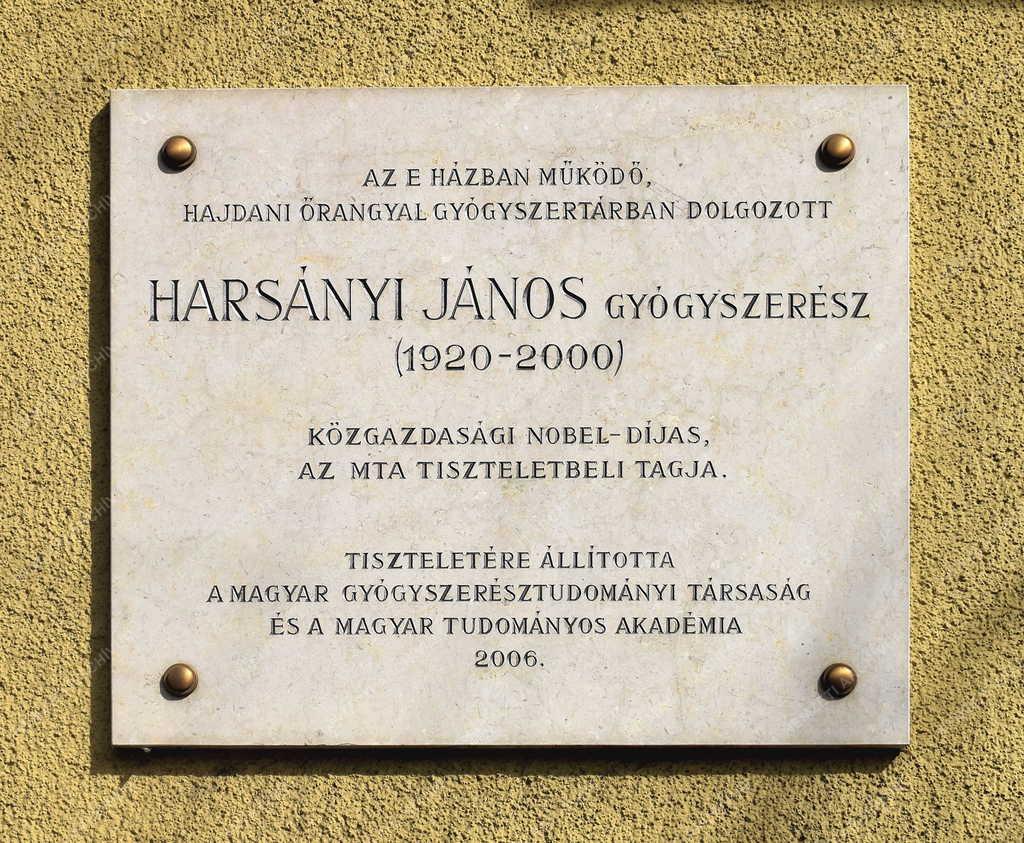 AZ E HÁZBAN MŰKÖDŐ,
HAJDANI ŐRANGYAL GYÓGYSZERTÁRBAN DOLGOZOTT
HARSÁNYI JÁNOS GYÓGYSZERÉSZ
(1920-2000)
KÖZGAZDASÁGI NOBEL-DÍJAS,
AZ MTA TISZTELETBELI TAGJA.
TISZTELETÉRE ÁLLÍTOTTA
A MAGYAR GYÓGYSZERÉSZTUDOMÁNYI TÁRSASÁG
ÉS A MAGYAR TUDOMÁNYOS AKADÉMIA
2006.